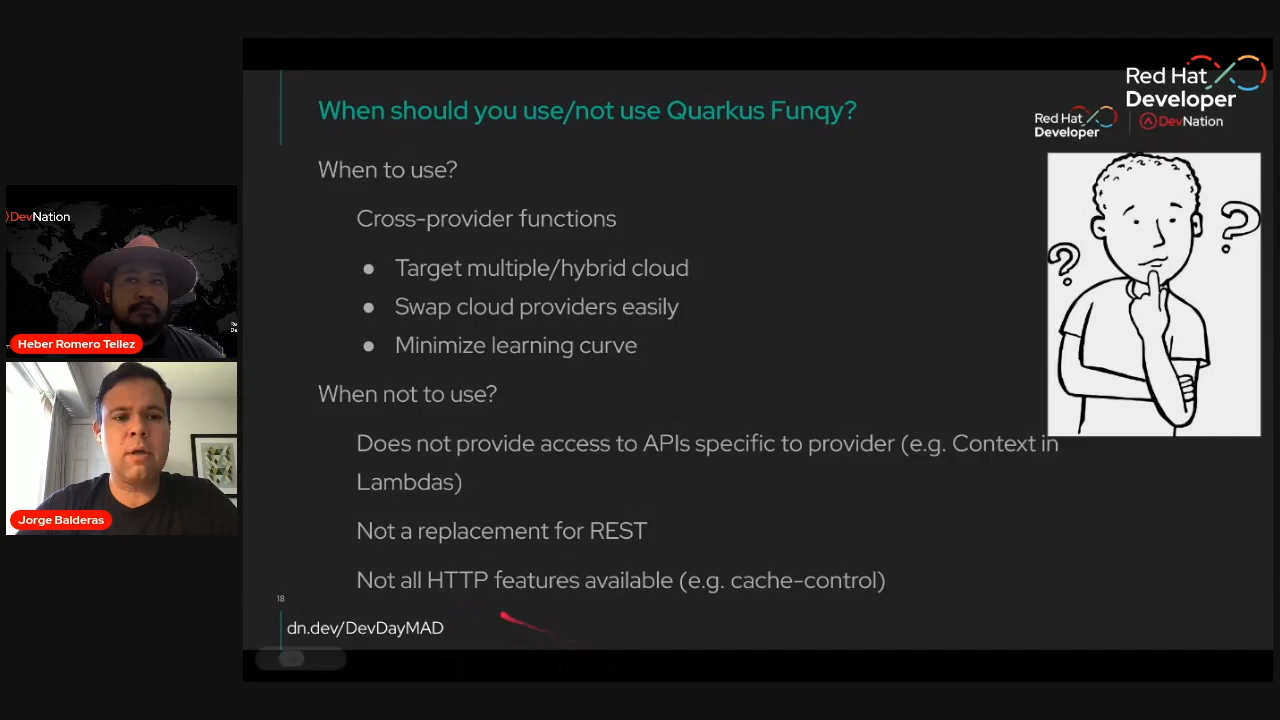 Red Hat
Developer
When should you use/not use Quarkus Funqy?
Red Hat
Developer
DevNation
When to use?
Cross-provider functions
● Target multiple/hybrid cloud
● Swap cloud providers easily
● Minimize learning curve
When not to use?
Does not provide access to APIs specific to provider (e.g. Context in
Lambdas)
Not a replacement for REST
Not all HTTP features available (e.g. cache-control)
18
dn.dev/DevDayMAD
DevNation
Heber Romero Tellez
Jorge Balderas
? ?